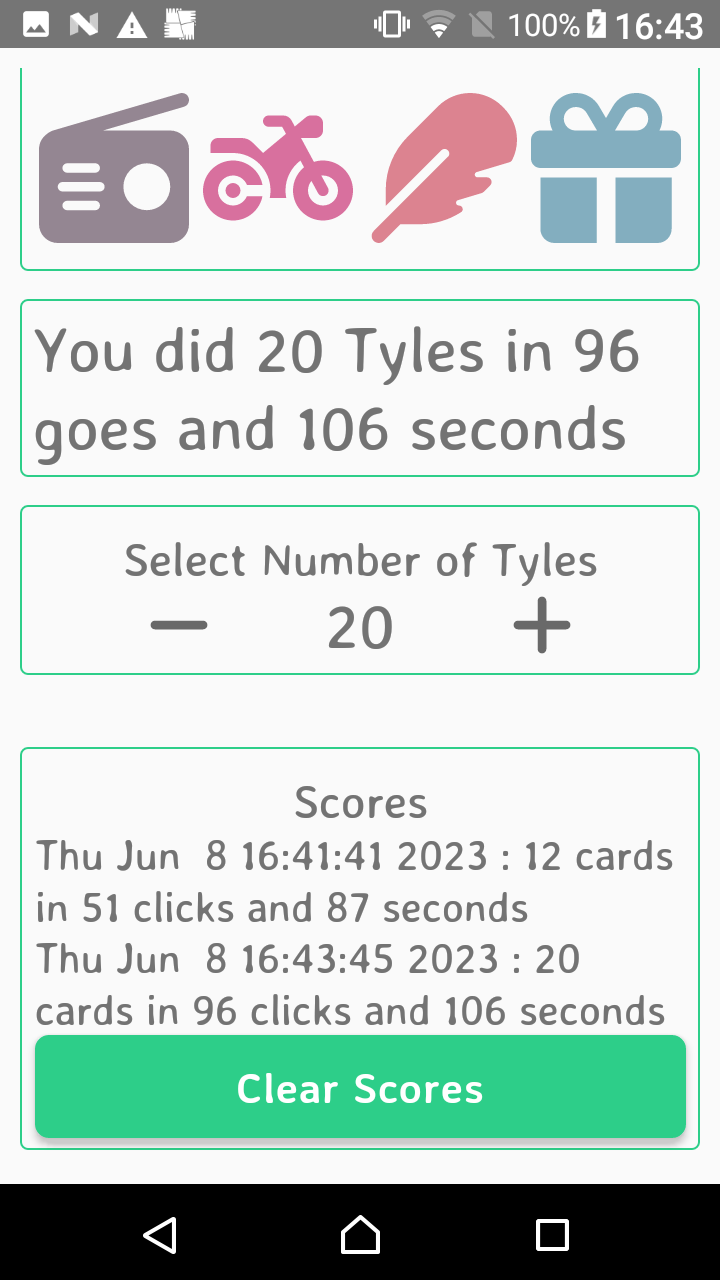 100% 16:43
You did 20 Tyles in 96
goes and 106 seconds
Select Number of Tyles
20
Scores
Thu Jun  8 16:41:41 2023 : 12 cards
in 51 clicks and 87 seconds
Thu Jun  8 16:43:45 2023 : 20
cards in 96 clicks and 106 seconds
Clear Scores